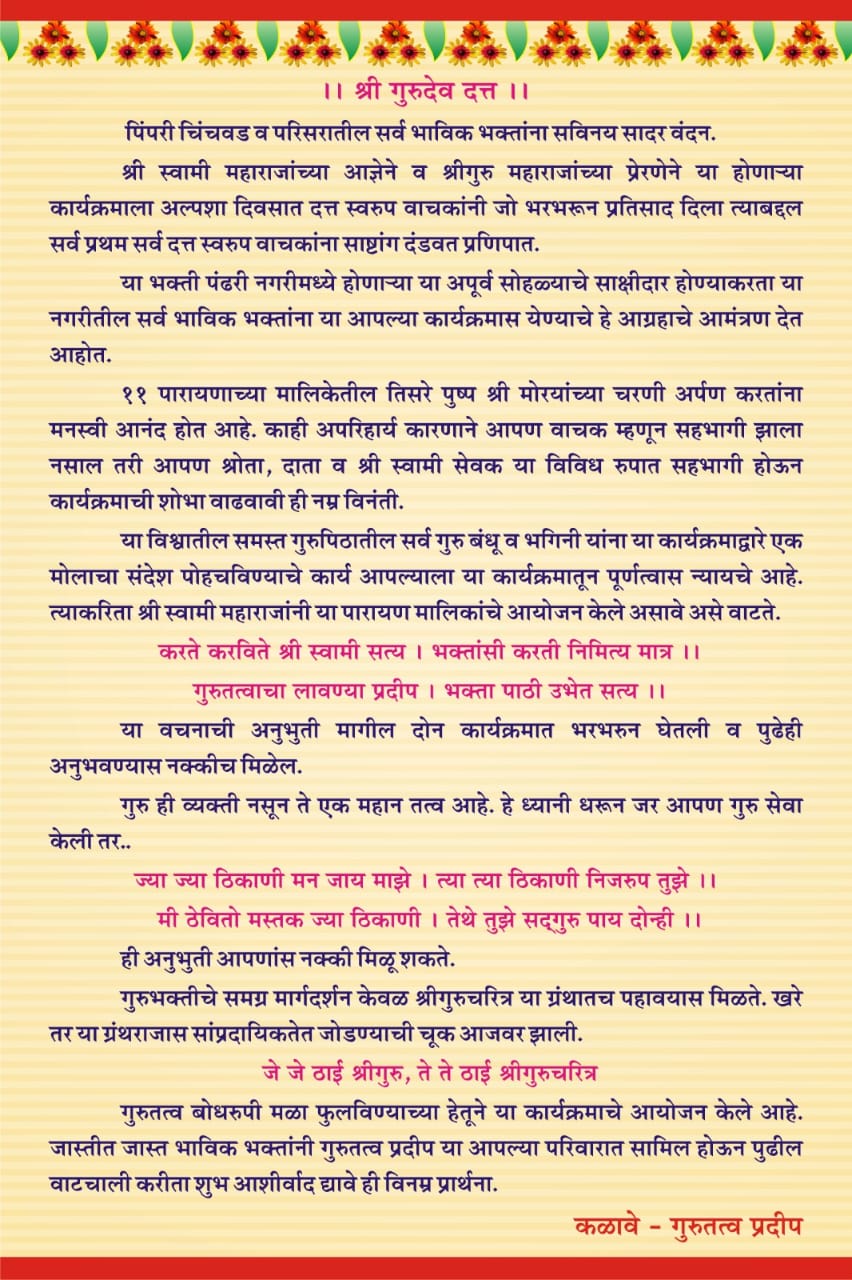 ।। श्री गुरुदेव दत्त ।।
पिंपरी चिंचवड व परिसरातील सर्व भाविक भक्तांना सविनय सादर वंदन.
श्री स्वामी महाराजांच्या आज्ञेने व श्रीगुरु महाराजांच्या प्रेरणेने या होणाऱ्या
कार्यक्रमाला अल्पशा दिवसात दत्त स्वरुप वाचकांनी जो भरभरून प्रतिसाद दिला त्याबद्दल
सर्व प्रथम सर्व दत्त स्वरुप वाचकांना साष्टांग दंडवत प्रणिपात.
या भक्ती पंढरी नगरीमध्ये होणाऱ्या या अपूर्व सोहळ्याचे साक्षीदार होण्याकरता या
नगरीतील सर्व भाविक भक्तांना या आपल्या कार्यक्रमास येण्याचे हे आग्रहाचे आमंत्रण देत
आहोत.
११ पारायणाच्या मालिकेतील तिसरे पुष्प श्री मोरयांच्या चरणी अर्पण करतांना
मनस्वी आनंद होत आहे. काही अपरिहार्य कारणाने आपण वाचक म्हणून सहभागी झाला
नसाल तरी आपण श्रोता, दाता व श्री स्वामी सेवक या विविध रुपात सहभागी होऊन
कार्यक्रमाची शोभा वाढवावी ही नम्र विनंती.
या विश्वातील समस्त गुरुपिठातील सर्व गुरु बंधू व भगिनी यांना या कार्यक्रमाद्वारे एक
मोलाचा संदेश पोहचविण्याचे कार्य आपल्याला या कार्यक्रमातून पूर्णत्वास न्यायचे आहे.
त्याकरिता श्री स्वामी महाराजांनी या पारायण मालिकांचे आयोजन केले असावे असे वाटते.
करते करविते श्री स्वामी सत्य । भक्तांसी करती निमित्य मात्र ।।
गुरुतत्वाचा लावण्या प्रदीप । भक्ता पाठी उभेत सत्य ।।
या वचनाची अनुभुती मागील दोन कार्यक्रमात भरभरुन घेतली व पुढेही
अनुभवण्यास नक्कीच मिळेल.
गुरु ही व्यक्ती नसून ते एक महान तत्व आहे. हे ध्यानी धरून जर आपण गुरु सेवा
केली तर..
ज्या ज्या ठिकाणी मन जाय माझे । त्या त्या ठिकाणी निजरुप तुझे ।।
मी ठेवितो मस्तक ज्या ठिकाणी । तेथे तुझे सद्‌गुरु पाय दोन्ही ।।
ही अनुभुती आपणांस नक्की मिळू शकते.
गुरुभक्तीचे समग्र मार्गदर्शन केवळ श्रीगुरुचरित्र या ग्रंथातच पहावयास मिळते. खरे
तर या ग्रंथराजास सांप्रदायिकतेत जोडण्याची चूक आजवर झाली.
जे जे ठाई श्रीगुरु, ते ते ठाई श्रीगुरुचरित्र
गुरुतत्व बोधरुपी मळा फुलविण्याच्या हेतूने या कार्यक्रमाचे आयोजन केले आहे.
जास्तीत जास्त भाविक भक्तांनी गुरुतत्व प्रदीप या आपल्या परिवारात सामिल होऊन पुढील
वाटचाली करीता शुभ आशीर्वाद द्यावे ही विनम्र प्रार्थना.
कळावे - गुरुतत्व प्रदीप